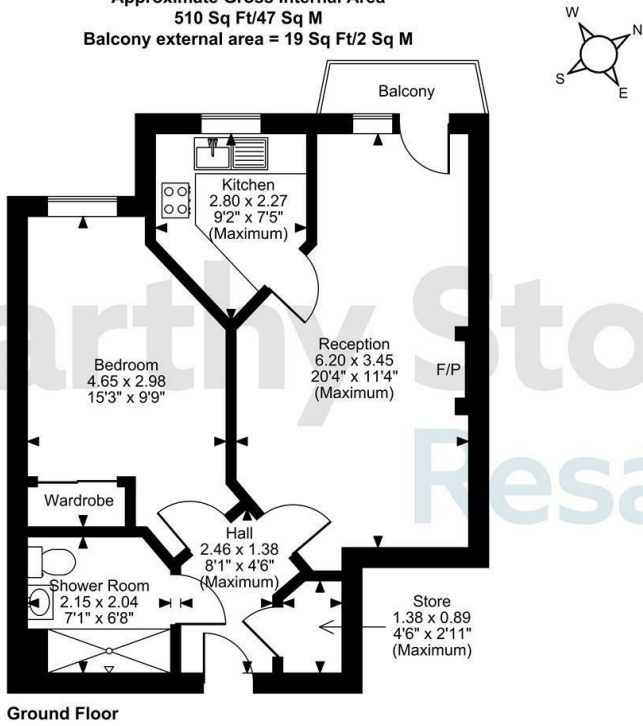 Approximate Gross Internal Area
510 Sq Ft/47 Sq M
Balcony external area = 19 Sq Ft/2 Sq M
W
N
S
E
Balcony
Kitchen
2.80 x 2.27
9'2" x 7'5"
(Maximum)
Reception
6.20 x 3.45
20'4" x 11'4"
(Maximum)
F/P
Bedroom
4.65 x 2.98
15'3" x 9'9"
Wardrobe
Hall
2.46 x 1.38
8'1" x 4'6"
(Maximum)
Shower Room
2.15 x 2.04
7'1" x 6'8"
Store
1.38 x 0.89
4'6" x 2'11"
(Maximum)
Ground Floor
arthy Sto
Resa